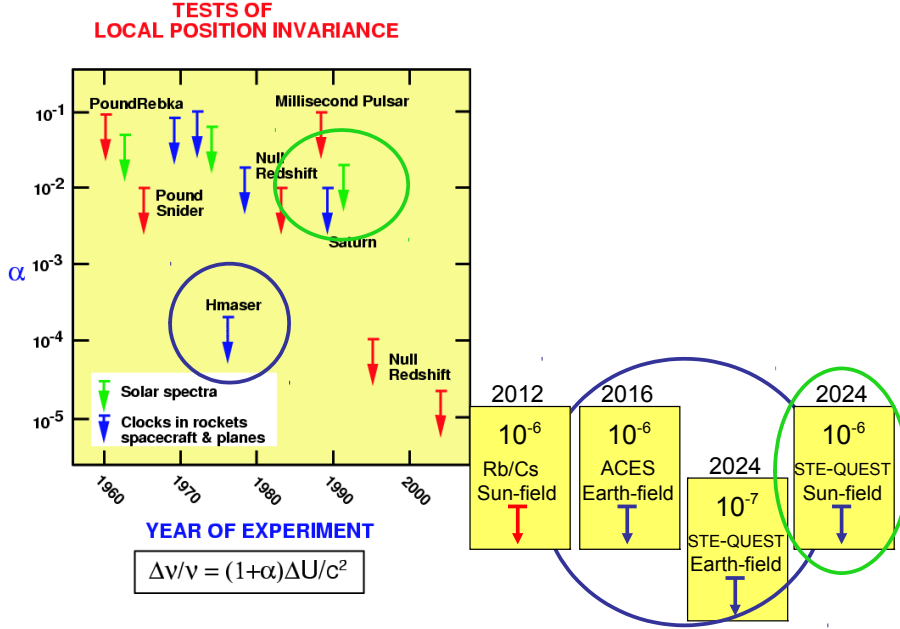 TESTS OF
LOCAL POSITION INVARIANCE
10⁻¹
10⁻²
10⁻³
10⁻⁴
10⁻⁵
α
PoundRebka
Millisecond Pulsar
Null
Redshift
Pound
Snider
Saturn
Hmaser
Null
Redshift
Solar spectra
Clocks in rockets
spacecraft & planes
1960
1970
1980
1990
2000
YEAR OF EXPERIMENT
Δν/ν = (1+α)ΔU/c²
2012
10⁻⁶
Rb/Cs
Sun-field
2016
10⁻⁶
ACES
Earth-field
2024
10⁻⁷
STE-QUEST
Earth-field
2024
10⁻⁶
STE-QUEST
Sun-field